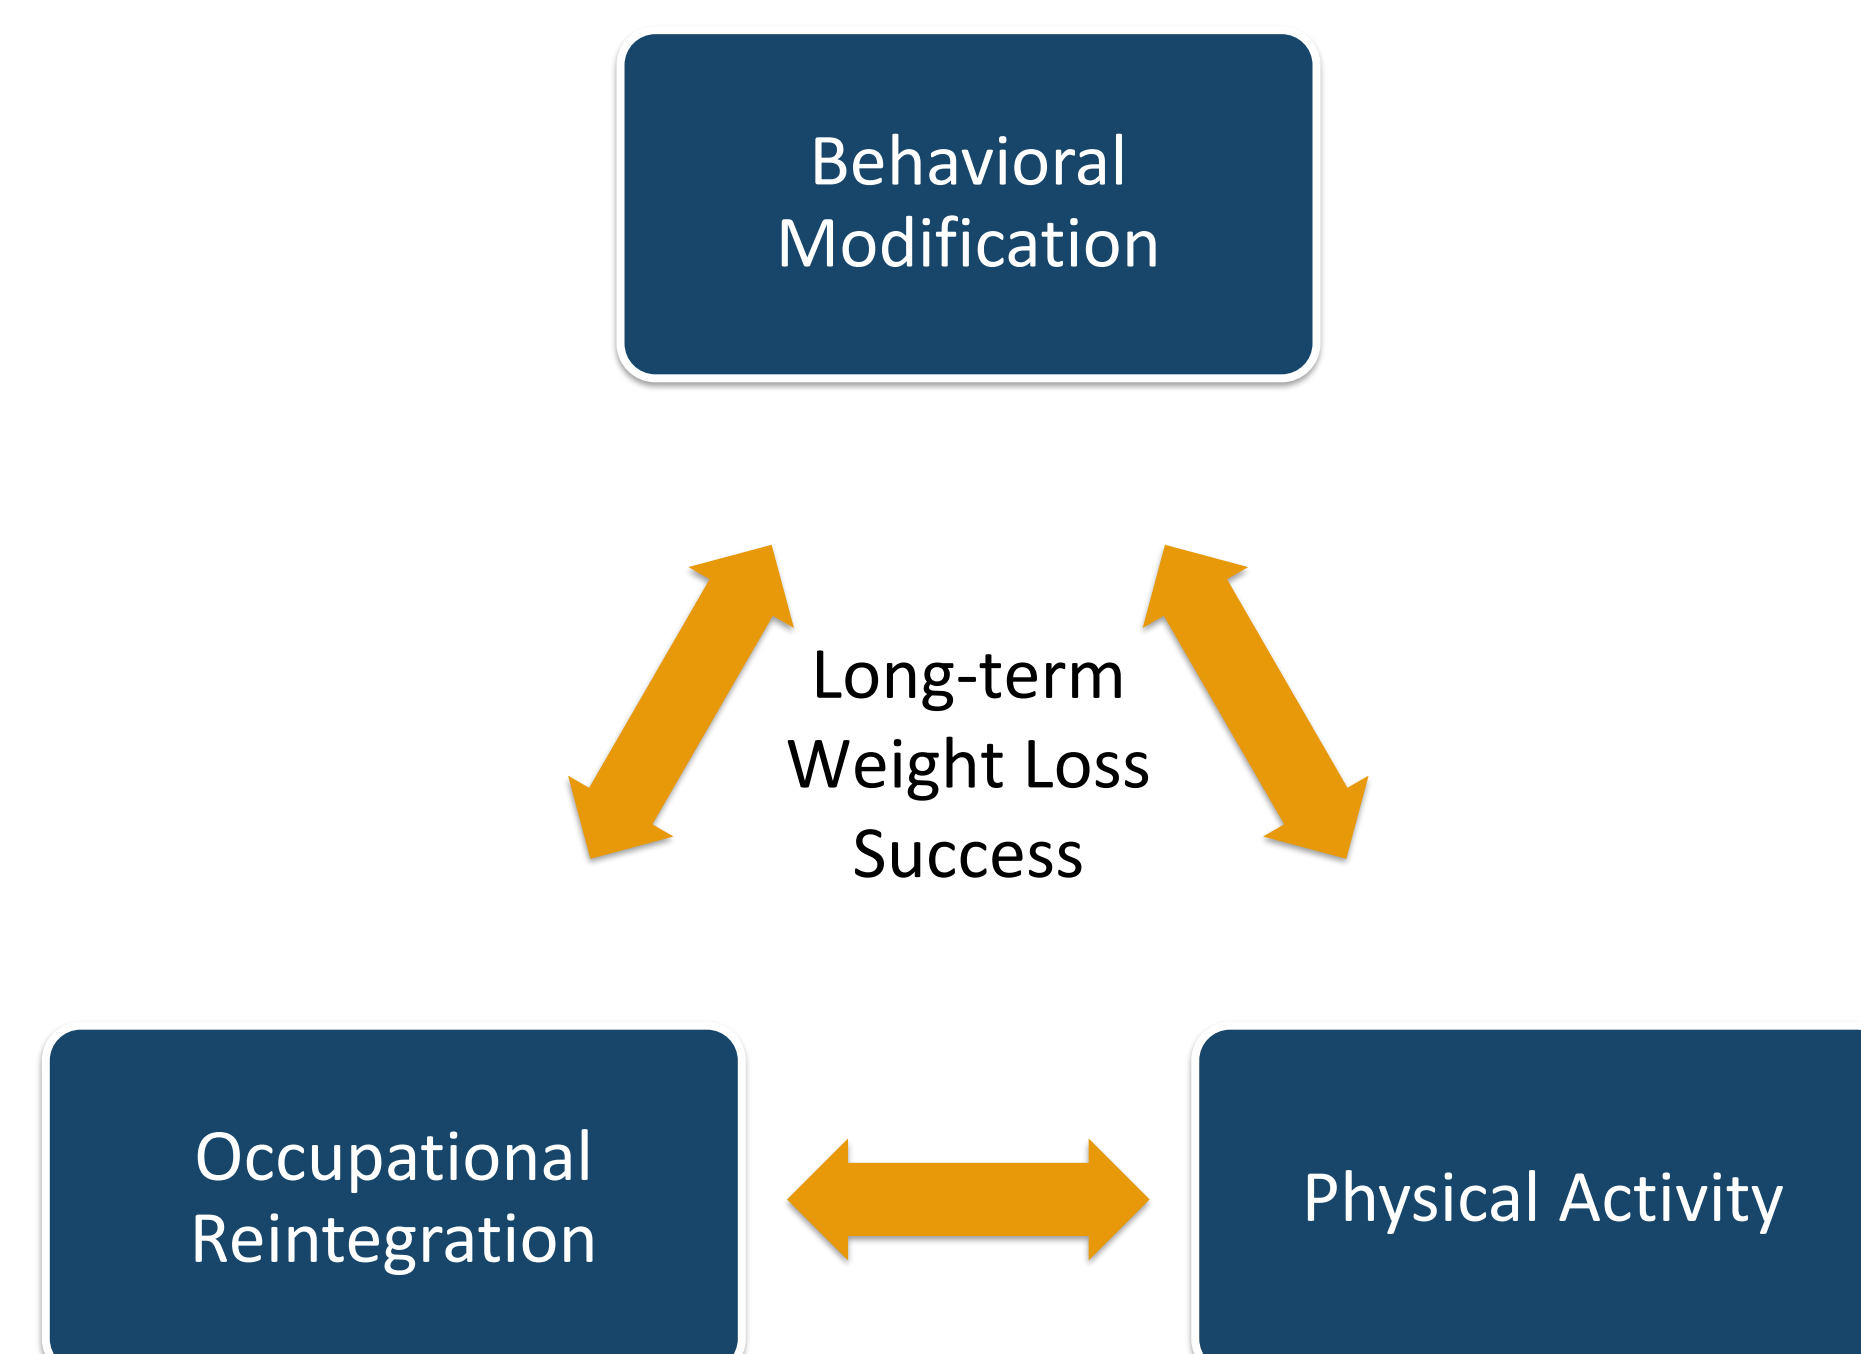 Behavioral
Modification
Long-term
Weight Loss
Success
Occupational
Reintegration
Physical Activity